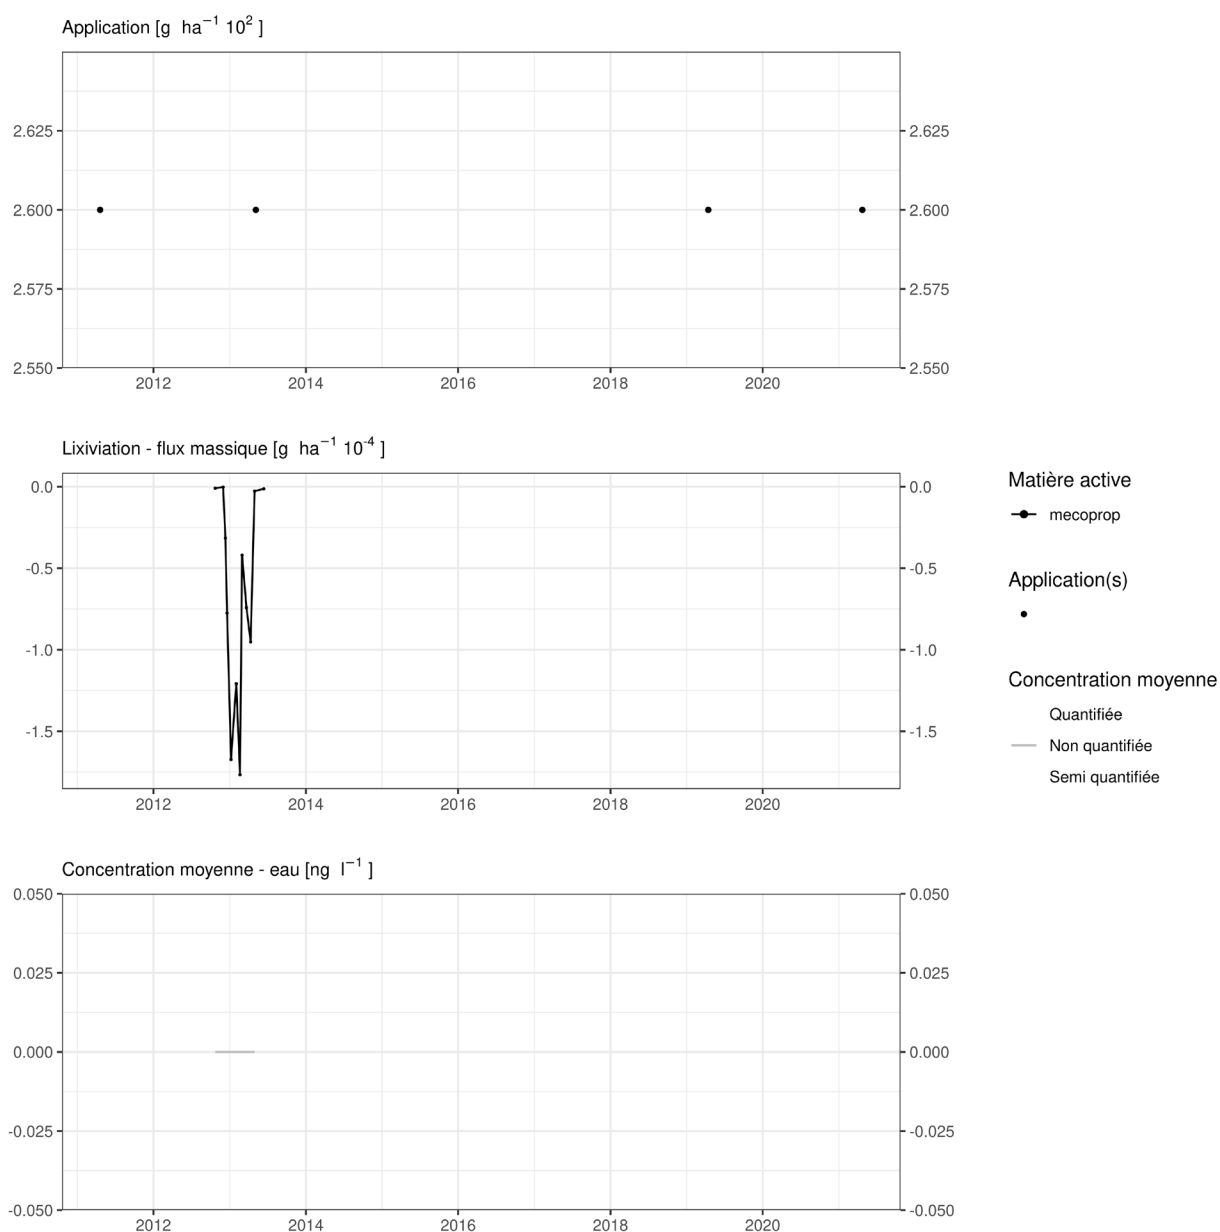 Application [g ha⁻¹ 10² ]
2.625 2.625
2.600 2.600
2.575 2.575
2.550 2.550
2012 2014 2016 2018 2020
Lixiviation - flux massique [g ha⁻¹ 10⁻⁴ ]
0.0 0.0
-0.5 -0.5
-1.0 -1.0
-1.5 -1.5
2012 2014 2016 2018 2020
Matière active
mecoprop
Application(s)
Concentration moyenne
Quantifiée
Non quantifiée
Semi quantifiée
Concentration moyenne - eau [ng l⁻¹ ]
0.050 0.050
0.025 0.025
0.000 0.000
-0.025 -0.025
-0.050 -0.050
2012 2014 2016 2018 2020